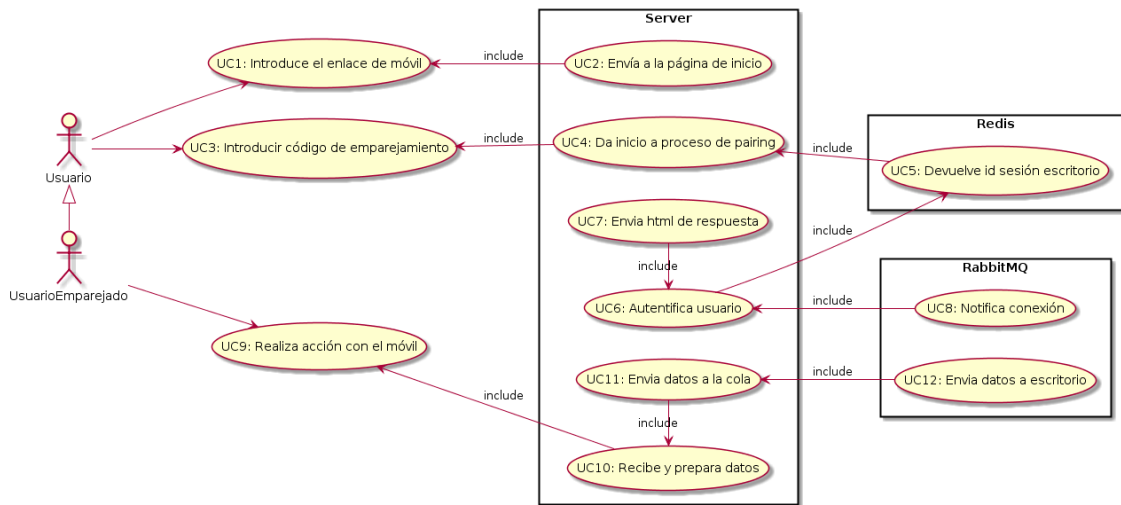 Server
UC1: Introduce el enlace de móvil
include
UC2: Envía a la página de inicio
Redis
UC3: Introducir código de emparejamiento
include
UC4: Da inicio a proceso de pairing
include
UC5: Devuelve id sesión escritorio
Usuario
UC7: Envia html de respuesta
include
include
RabbitMQ
UsuarioEmparejado
UC6: Autentifica usuario
include
UC8: Notifica conexión
UC9: Realiza acción con el móvil
UC11: Envia datos a la cola
include
UC12: Envia datos a escritorio
include
include
UC10: Recibe y prepara datos